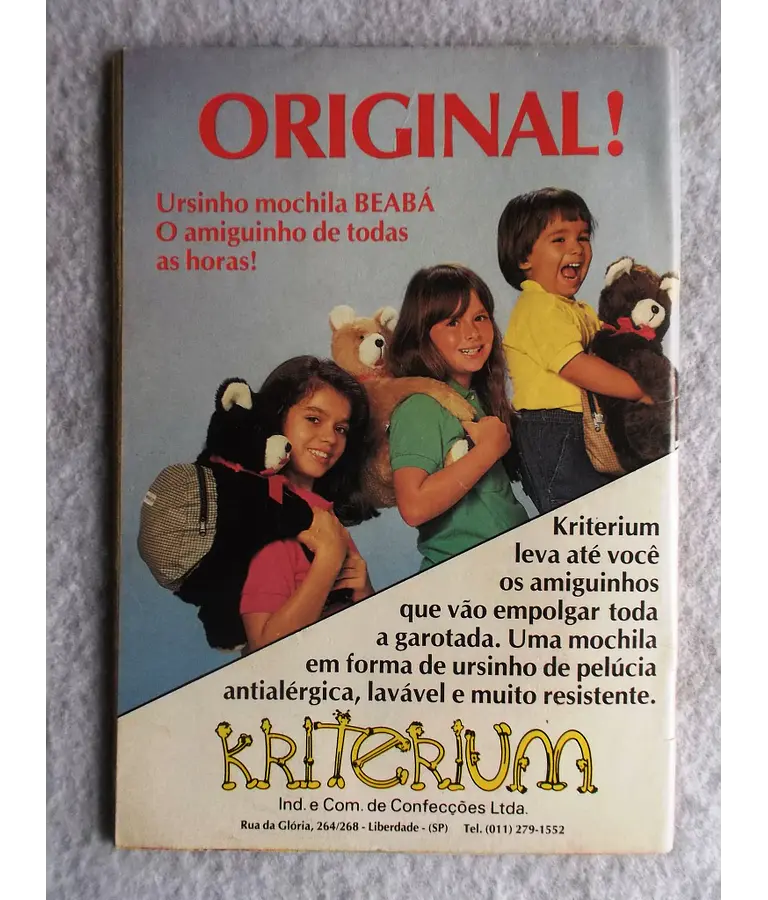 ORIGINAL!
Ursinho mochila BEABÁ
O amiguinho de todas
as horas!
Kriterium
leva até você
os amiguinhos
que vão empolgar toda
a garotada. Uma mochila
em forma de ursinho de pelúcia
antialérgica, lavável e muito resistente.
KRITERIUM
Ind. e Com. de Confecções Ltda.
Rua da Glória, 264/268 - Liberdade - (SP) Tel. (011) 279-1552